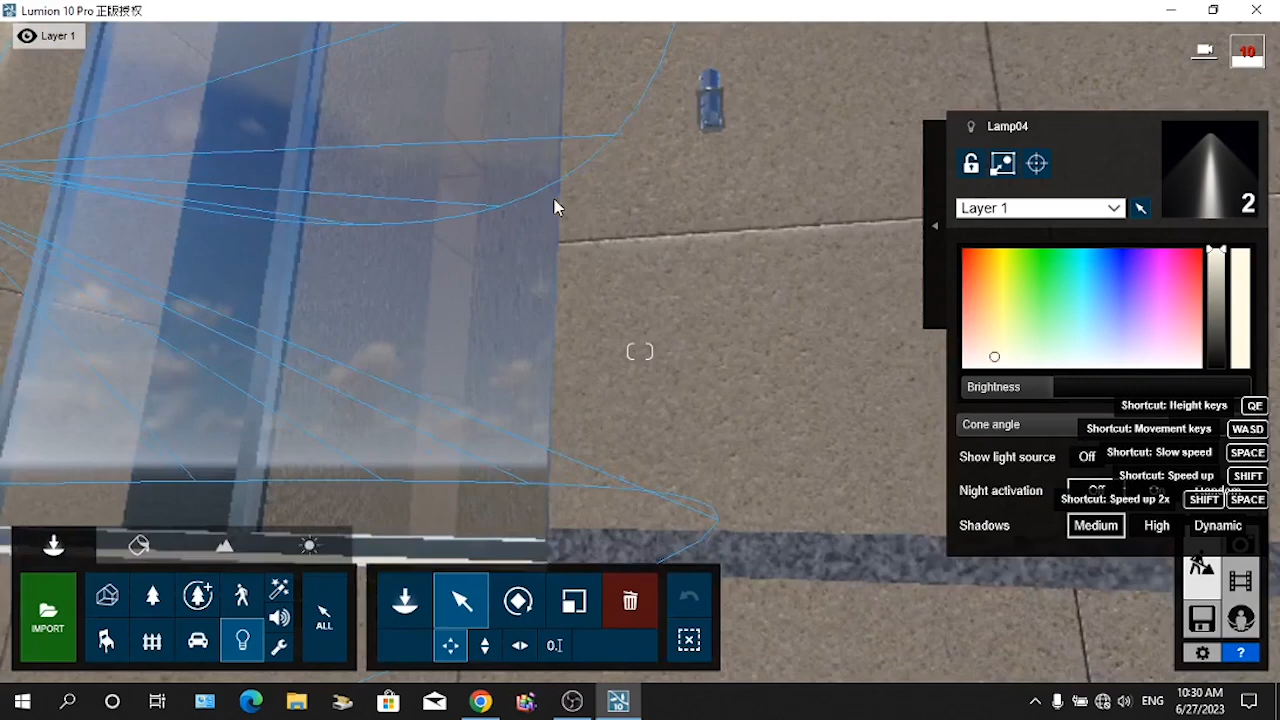 Lumion 10 Pro 正版授权
Layer 1
10
Lamp04
2
Layer 1
Brightness
Shortcut: Height keys QE
Cone angle
Shortcut: Movement keys WASD
Show light source Off
Shortcut: Slow speed SPACE
Shortcut: Speed up SHIFT
Night activation Off
Shortcut: Speed up 2x SHIFT SPACE
Shadows Medium High Dynamic
IMPORT
ALL
?
10
ENG
10:30 AM
6/27/2023